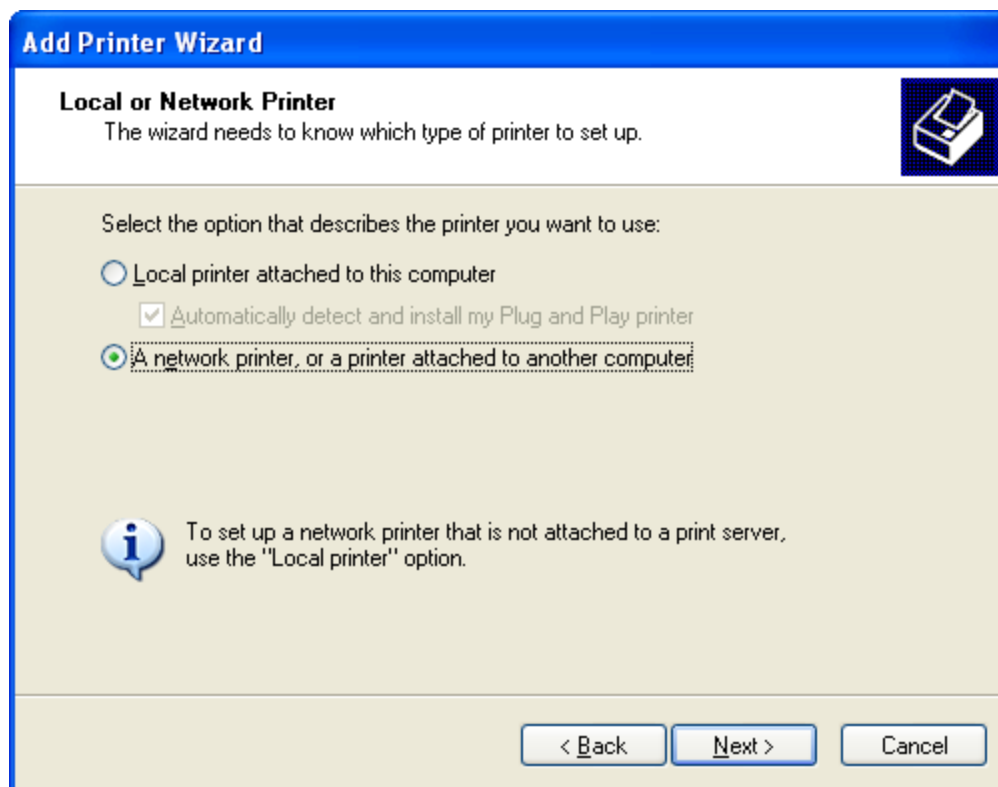 Add Printer Wizard
Local or Network Printer
The wizard needs to know which type of printer to set up.
Select the option that describes the printer you want to use:
Local printer attached to this computer
Automatically detect and install my Plug and Play printer
A network printer, or a printer attached to another computer
To set up a network printer that is not attached to a print server,
use the "Local printer" option.
< Back   Next >   Cancel